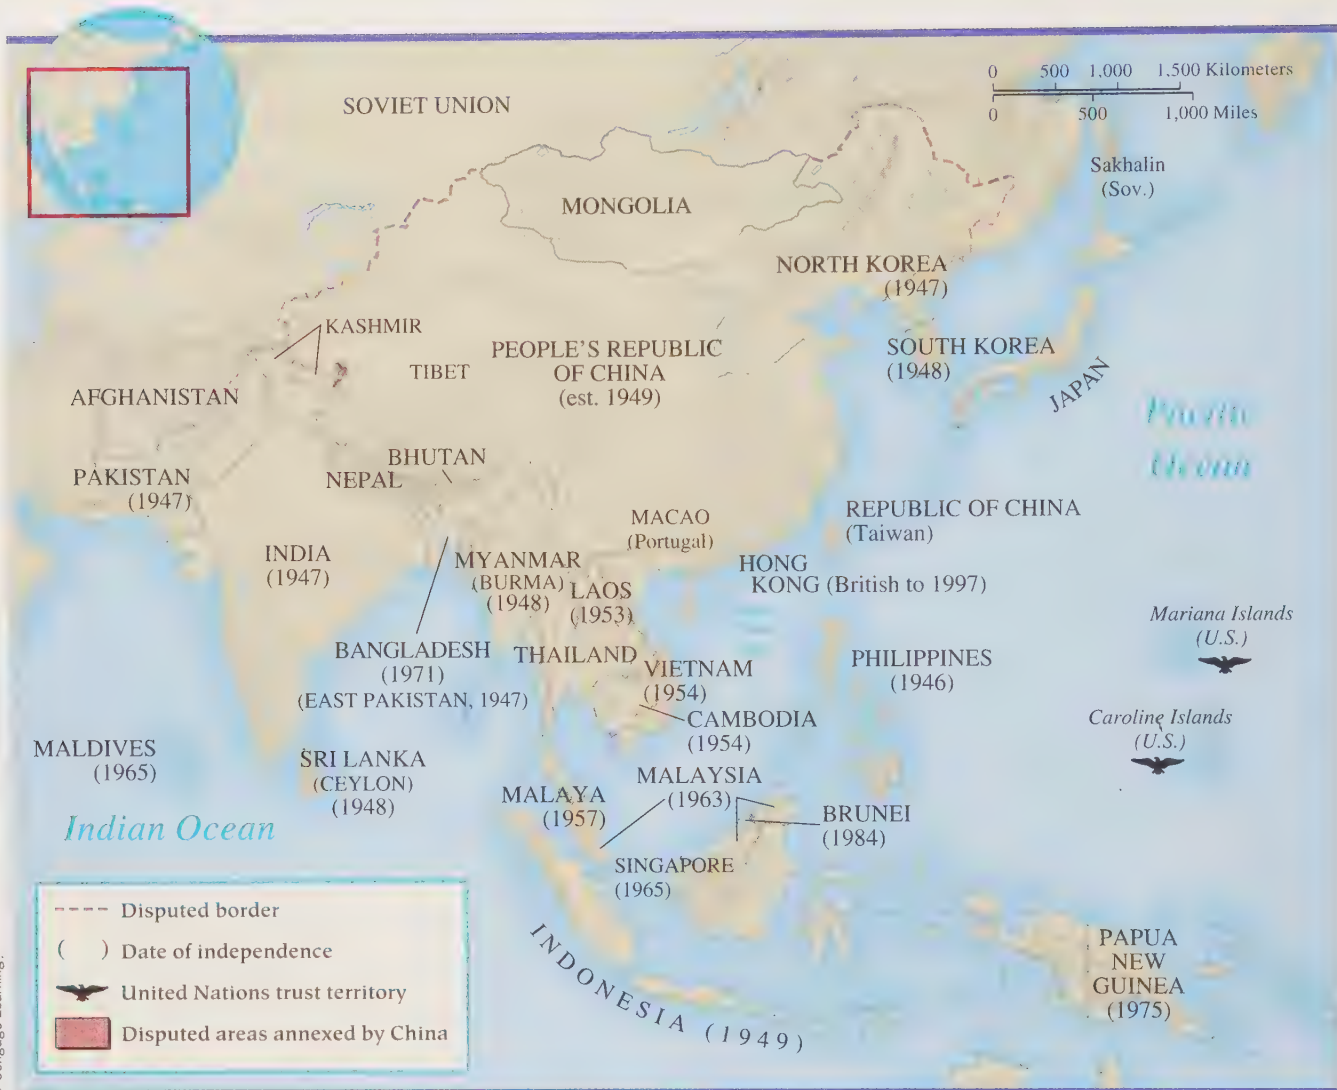 0 500 1,000 1,500 Kilometers
0 500 1,000 Miles
SOVIET UNION
Sakhalin
(Sov.)
MONGOLIA
NORTH KOREA
(1947)
KASHMIR
SOUTH KOREA
(1948)
PEOPLE'S REPUBLIC
OF CHINA
(est. 1949)
TIBET
JAPAN
AFGHANISTAN
Pacific
Ocean
PAKISTAN
(1947)
BHUTAN
NEPAL
REPUBLIC OF CHINA
(Taiwan)
MACAO
(Portugal)
INDIA
(1947)
MYANMAR
(BURMA)
(1948)
LAOS
(1953)
HONG
KONG (British to 1997)
Mariana Islands
(U.S.)
BANGLADESH
(1971)
(EAST PAKISTAN, 1947)
THAILAND
VIETNAM
(1954)
PHILIPPINES
(1946)
CAMBODIA
(1954)
Caroline Islands
(U.S.)
MALDIVES
(1965)
SRI LANKA
(CEYLON)
(1948)
MALAYA
(1957)
MALAYSIA
(1963)
BRUNEI
(1984)
Indian Ocean
SINGAPORE
(1965)
INDONESIA (1949)
PAPUA
NEW
GUINEA
(1975)
Disputed border
( ) Date of independence
United Nations trust territory
Disputed areas annexed by China
Learning.